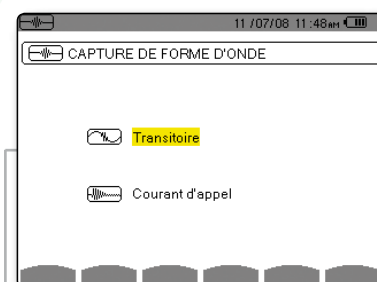 11 /07/08 11:48AM
CAPTURE DE FORME D'ONDE
Transitoire
Courant d'appel